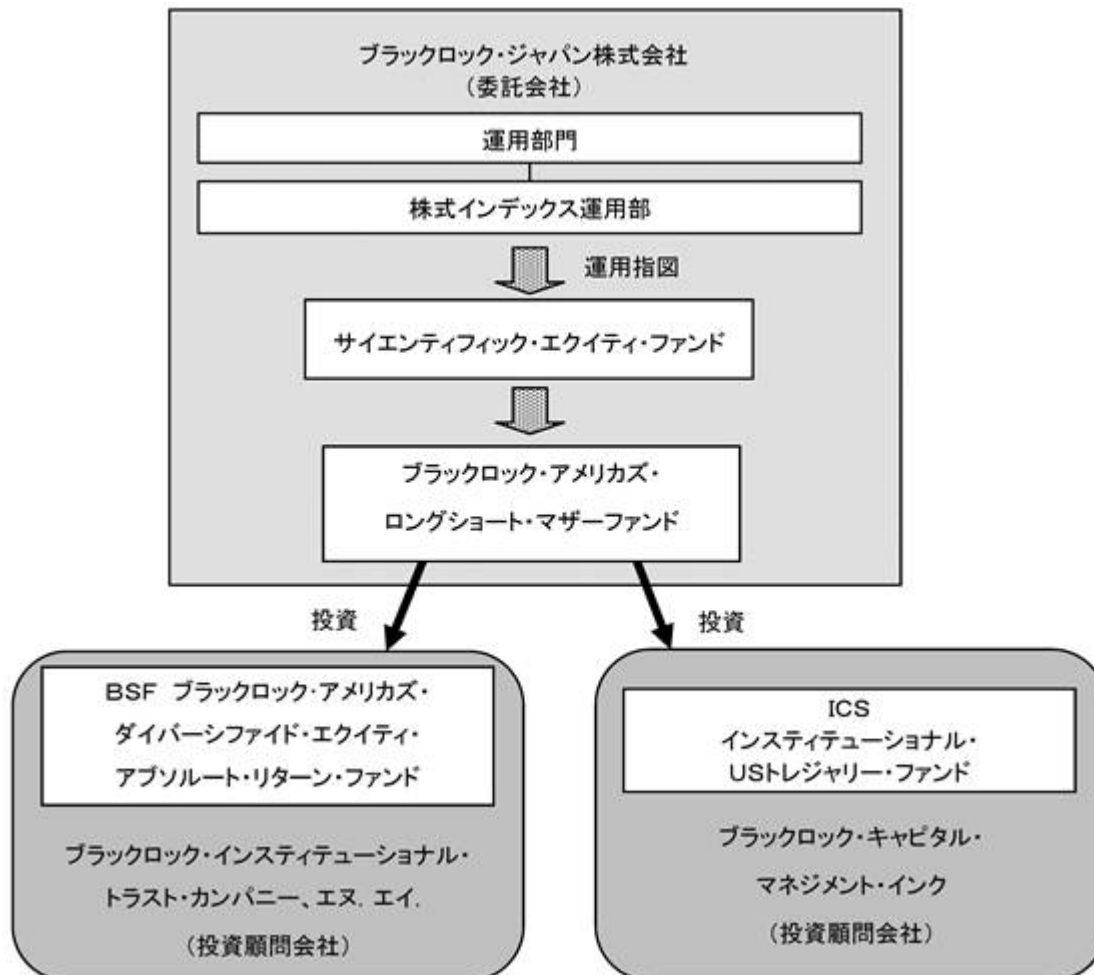 ブラックロック・ジャパン株式会社
（委託会社）
運用部門
株式インデックス運用部
運用指図
サイエンティフィック・エクイティ・ファンド
ブラックロック・アメリカズ・
ロングショート・マザーファンド
投資
投資
BSF ブラックロック・アメリカズ・
ダイバーシファイド・エクイティ・
アブソルート・リターン・ファンド
ブラックロック・インスティテューショナル・
トラスト・カンパニー、エヌ．エイ．
（投資顧問会社）
ICS
インスティテューショナル・
USトレジャリー・ファンド
ブラックロック・キャピタル・
マネジメント・インク
（投資顧問会社）